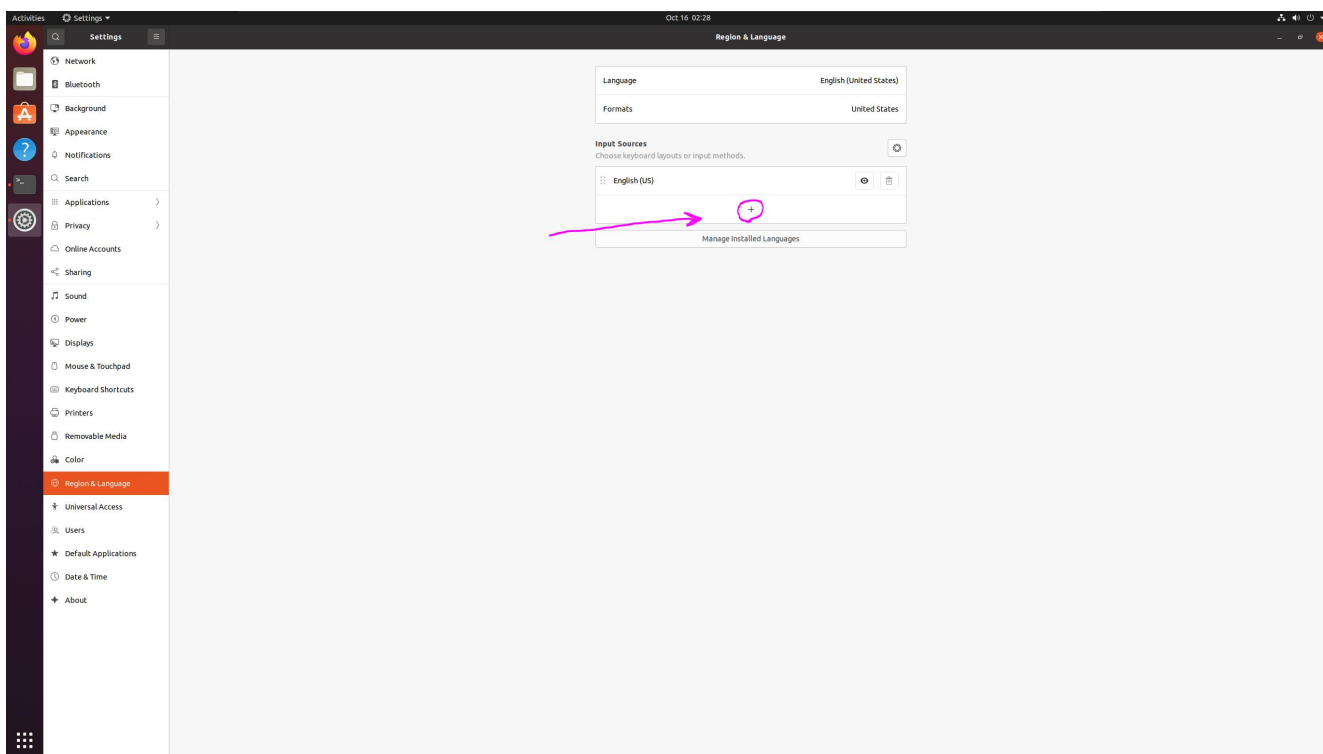 Activities Settings Oct 16 02:28
Settings Region & Language
Network
Bluetooth
Background
Appearance
Notifications
Search
Applications
Privacy
Online Accounts
Sharing
Sound
Power
Displays
Mouse & Touchpad
Keyboard Shortcuts
Printers
Removable Media
Color
Region & Language
Universal Access
Users
Default Applications
Date & Time
About
Language English (United States)
Formats United States
Input Sources
Choose keyboard layouts or input methods.
English (US)
+
Manage Installed Languages